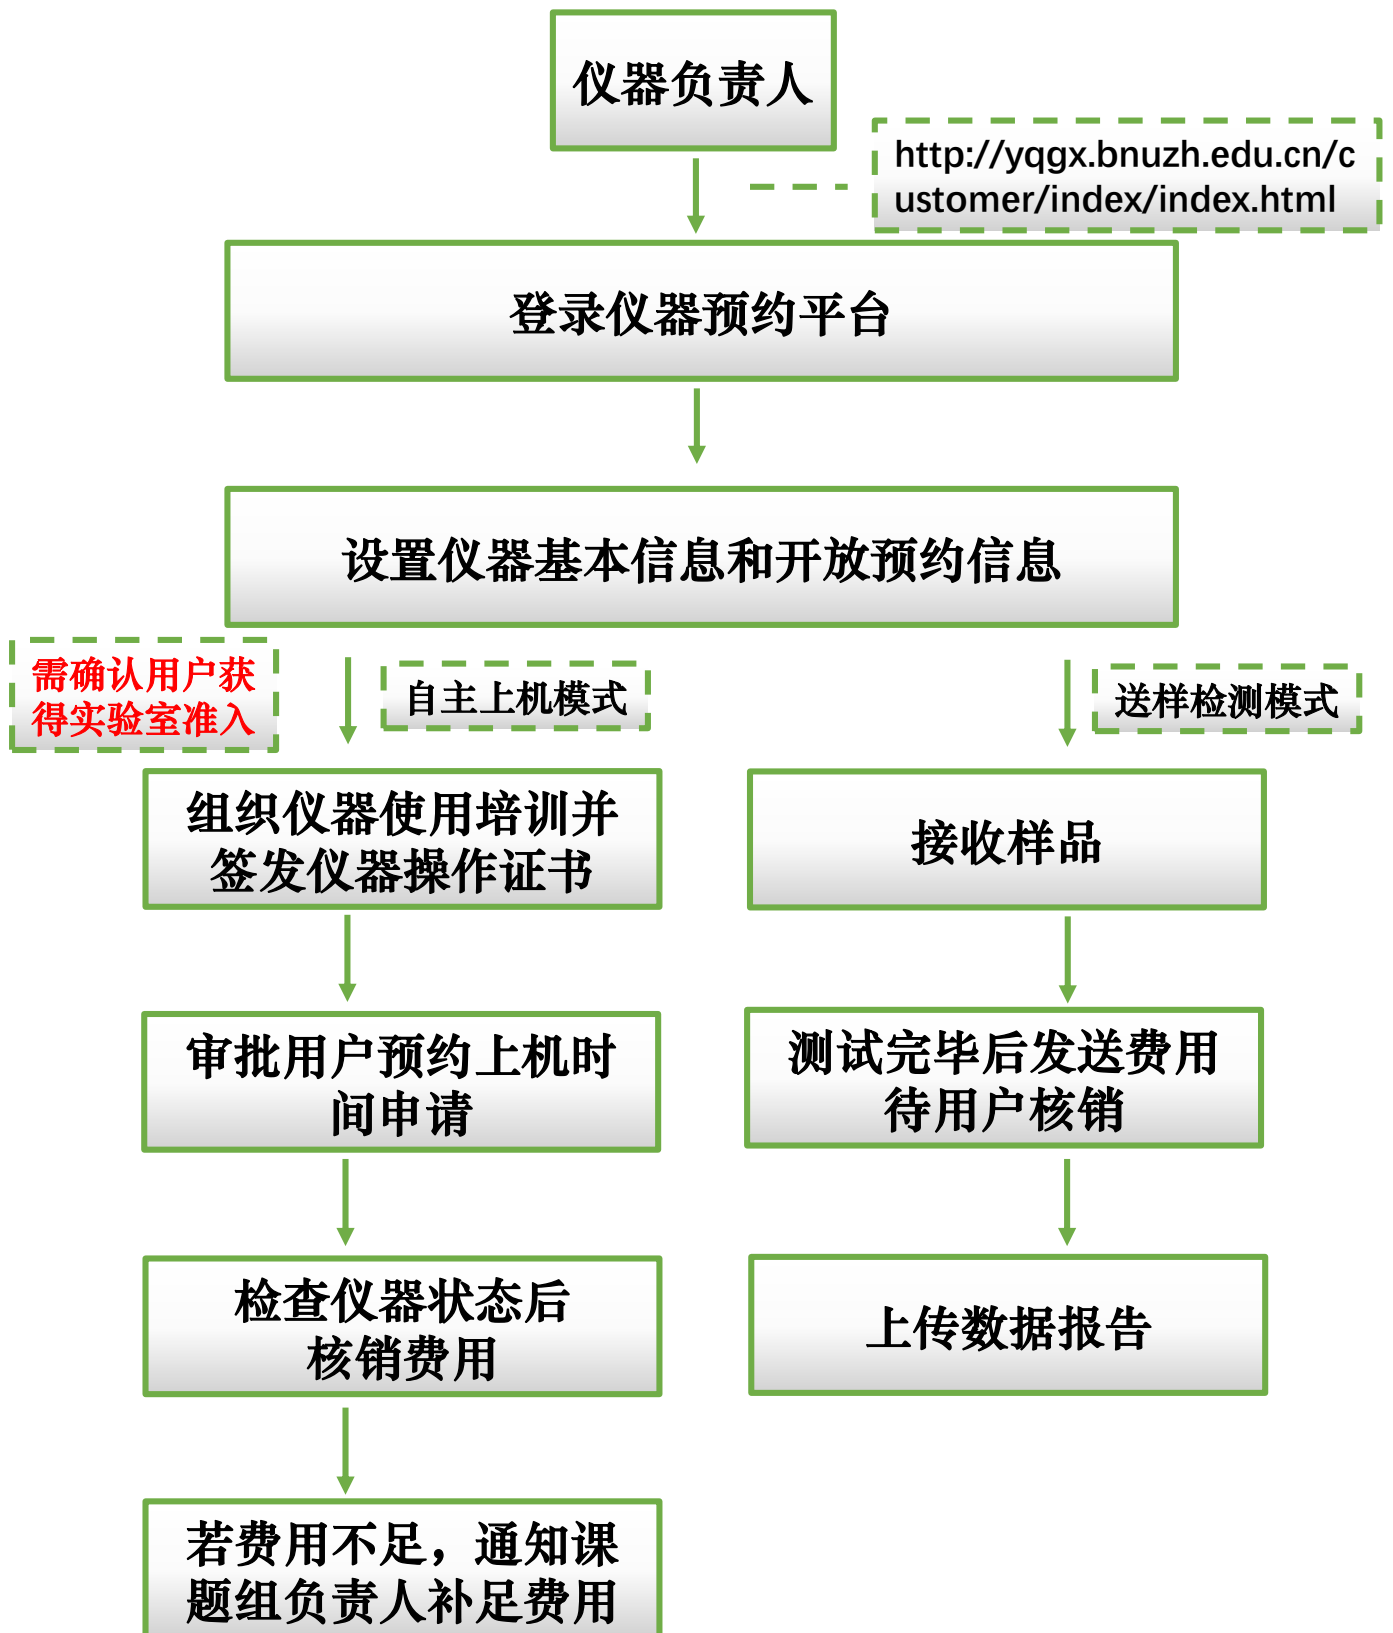 仪器负责人
http://yqgx.bnuzh.edu.cn/c
ustomer/index/index.html
登录仪器预约平台
设置仪器基本信息和开放预约信息
需确认用户获
得实验室准入
自主上机模式
送样检测模式
组织仪器使用培训并
签发仪器操作证书
接收样品
审批用户预约上机时
间申请
测试完毕后发送费用
待用户核销
检查仪器状态后
核销费用
上传数据报告
若费用不足，通知课
题组负责人补足费用